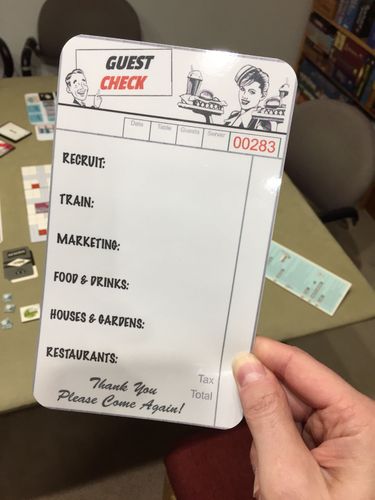 GUEST
CHECK
Date Table Guests Server
00283
RECRUIT:
TRAIN:
MARKETING:
FOOD & DRINKS:
HOUSES & GARDENS:
RESTAURANTS:
Tax
Thank You
Total
Please Come Again!